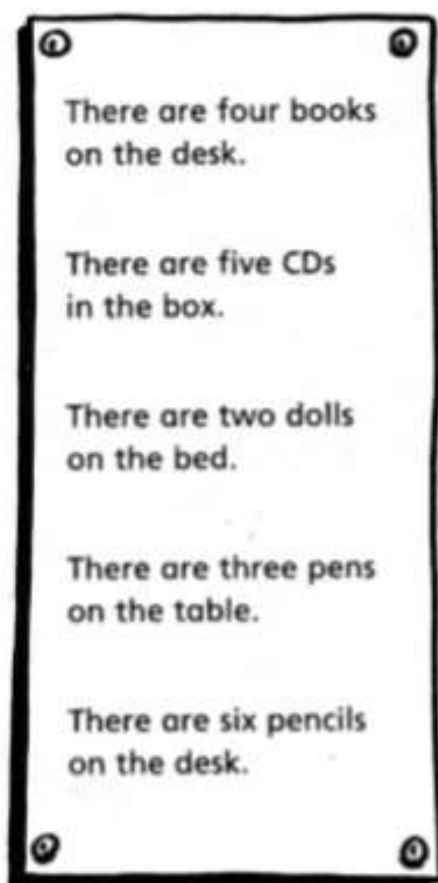 There are four books
on the desk.
There are five CDs
in the box.
There are two dolls
on the bed.
There are three pens
on the table.
There are six pencils
on the desk.